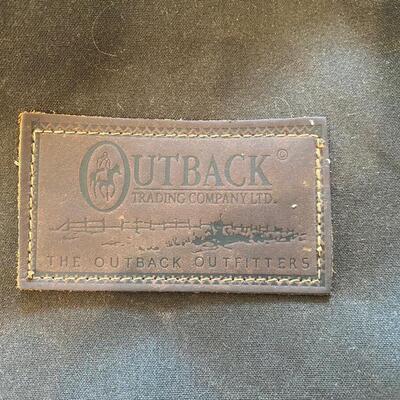 OUTBACK ©
TRADING COMPANY LTD.
THE OUTBACK OUTFITTERS